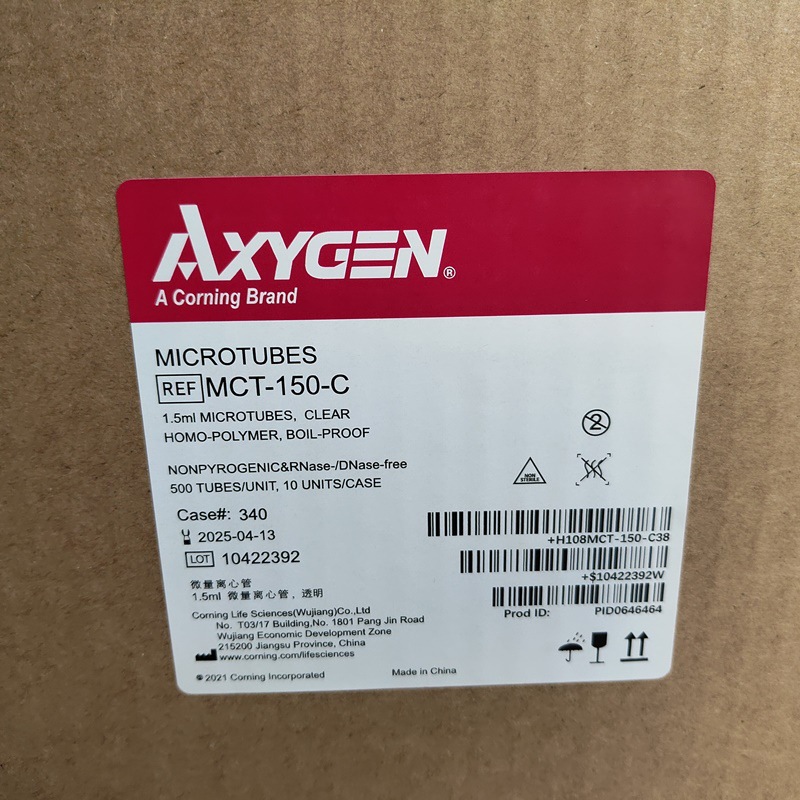 AXYGEN®
A Corning Brand
MICROTUBES
REF MCT-150-C
1.5ml MICROTUBES, CLEAR
HOMO-POLYMER, BOIL-PROOF
2
NONPYROGENIC&RNase-/DNase-free
500 TUBES/UNIT, 10 UNITS/CASE
NON
STERILE
Case#: 340
2025-04-13
LOT 10422392
+H108MCT-150-C38
+$10422392W
Prod ID: PID0646464
微量离心管
1.5ml 微量离心管，透明
Corning Life Sciences(Wujiang)Co.,Ltd
No. T03/17 Building,No. 1801 Pang Jin Road
Wujiang Economic Development Zone
215200 Jiangsu Province, China
www.corning.com/lifesciences
© 2021 Corning Incorporated
Made in China